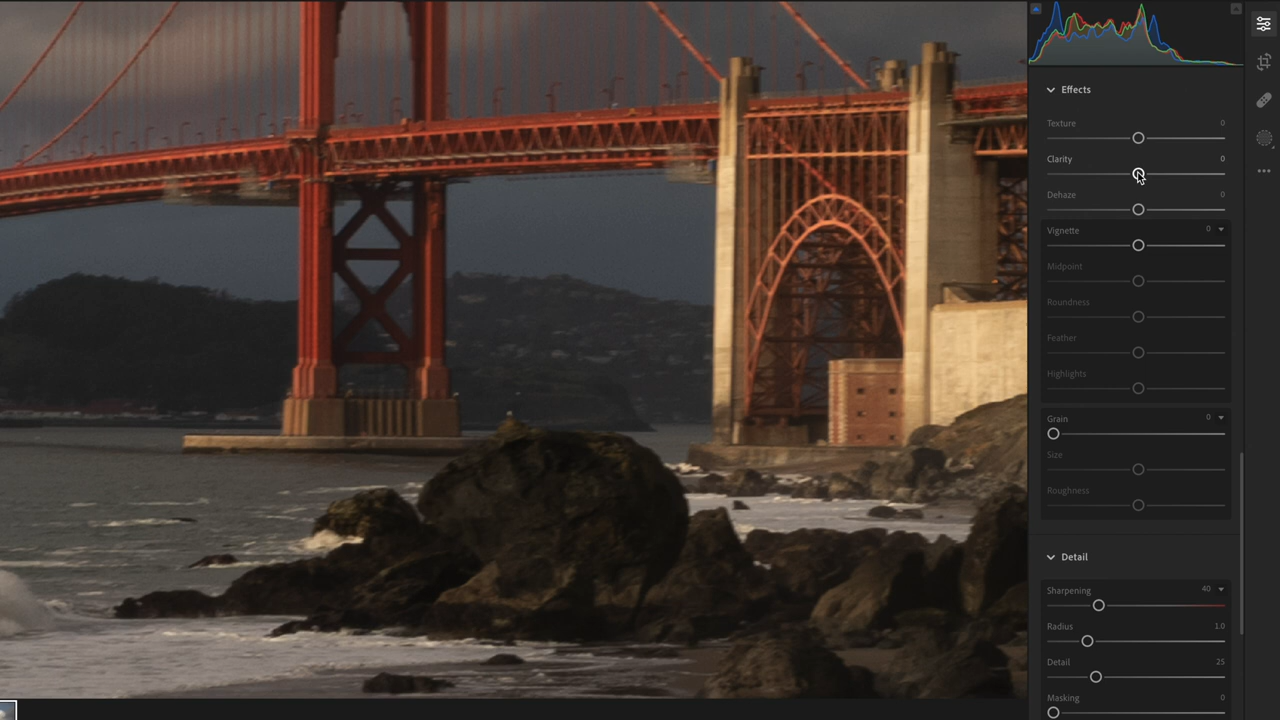 Effects
Texture 0
Clarity 0
Dehaze 0
Vignette 0
Midpoint
Roundness
Feather
Highlights
Grain 0
Size
Roughness
Detail
Sharpening 40
Radius 1.0
Detail 25
Masking 0